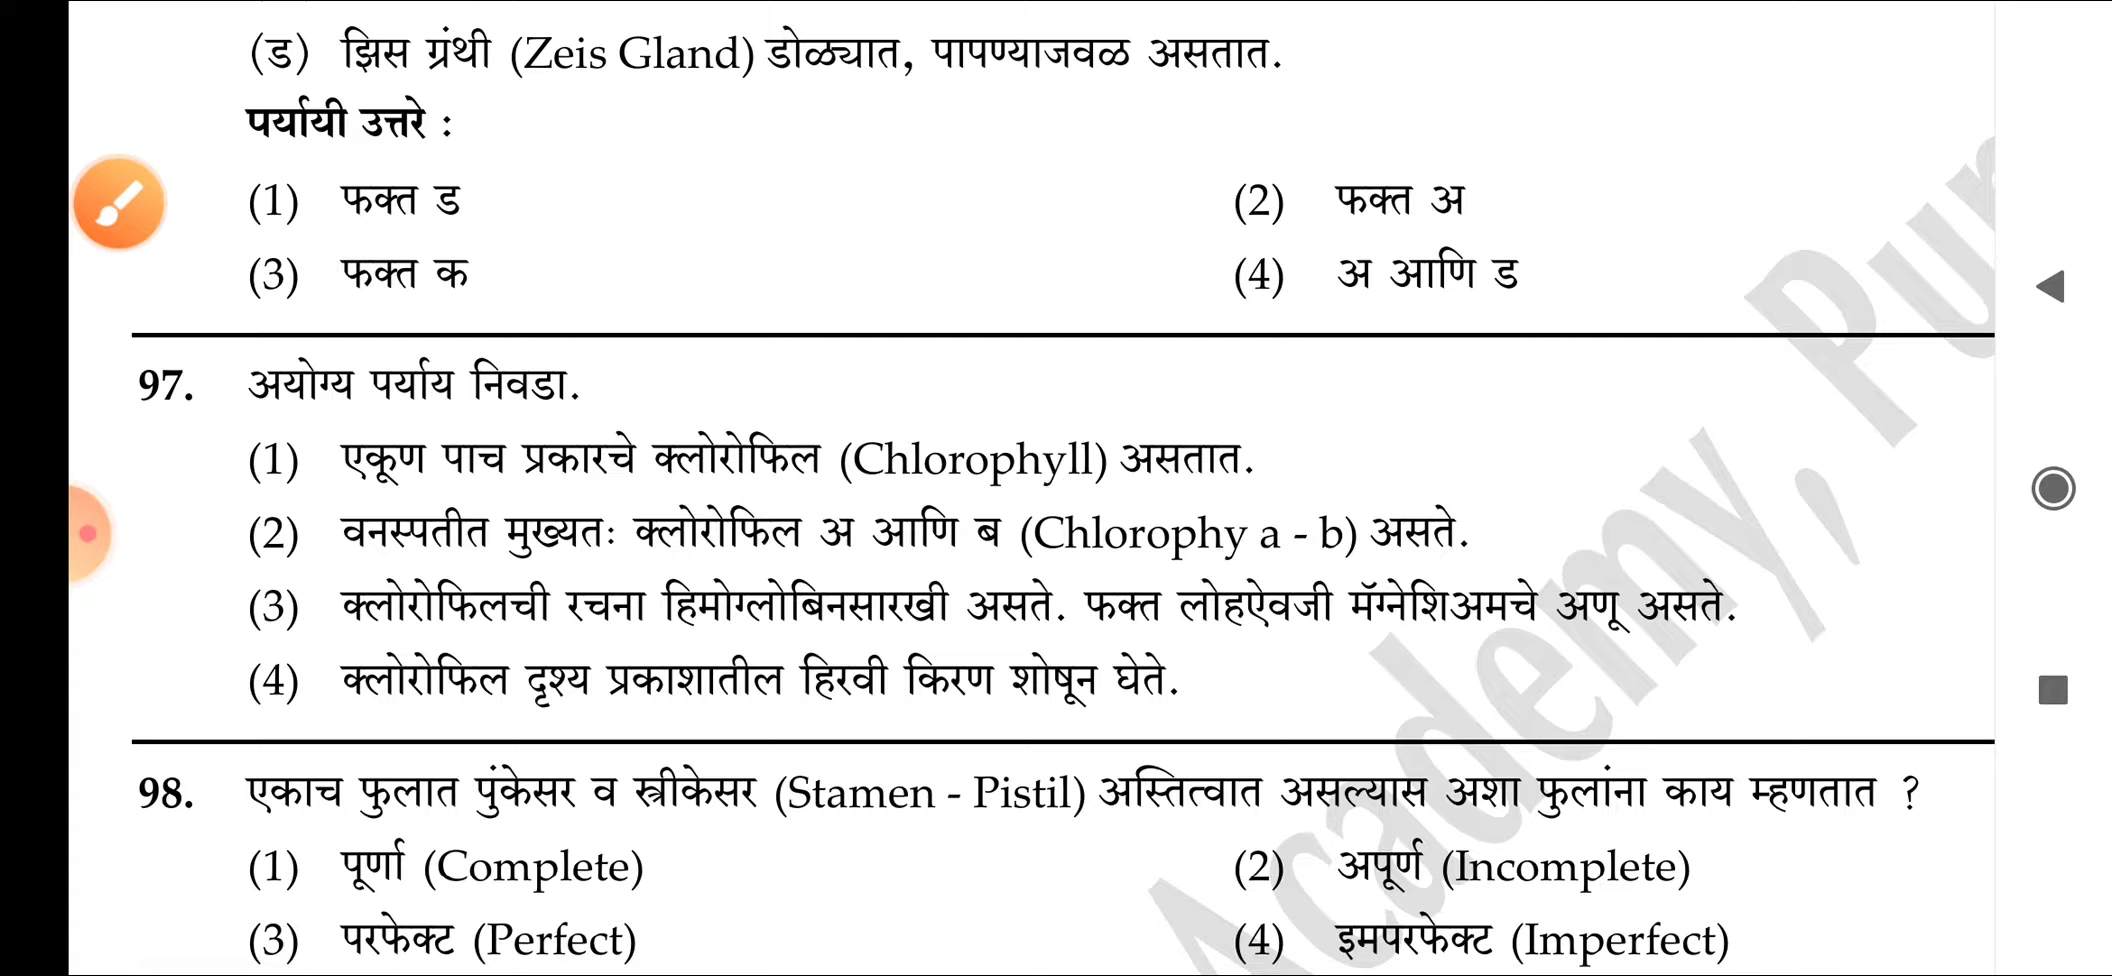 (ड) झिस ग्रंथी (Zeis Gland) डोळ्यात, पापण्याजवळ असतात.
पर्यायी उत्तरे :
(1) फक्त ड (2) फक्त अ
(3) फक्त क (4) अ आणि ड
97. अयोग्य पर्याय निवडा.
(1) एकूण पाच प्रकारचे क्लोरोफिल (Chlorophyll) असतात.
(2) वनस्पतीत मुख्यतः क्लोरोफिल अ आणि ब (Chlorophy a - b) असते.
(3) क्लोरोफिलची रचना हिमोग्लोबिनसारखी असते. फक्त लोहऐवजी मॅग्नेशिअमचे अणू असते.
(4) क्लोरोफिल दृश्य प्रकाशातील हिरवी किरण शोषून घेते.
98. एकाच फुलात पुंकेसर व स्त्रीकेसर (Stamen - Pistil) अस्तित्वात असल्यास अशा फुलांना काय म्हणतात ?
(1) पूर्णा (Complete) (2) अपूर्ण (Incomplete)
(3) परफेक्ट (Perfect) (4) इमपरफेक्ट (Imperfect)
Academy, Pu